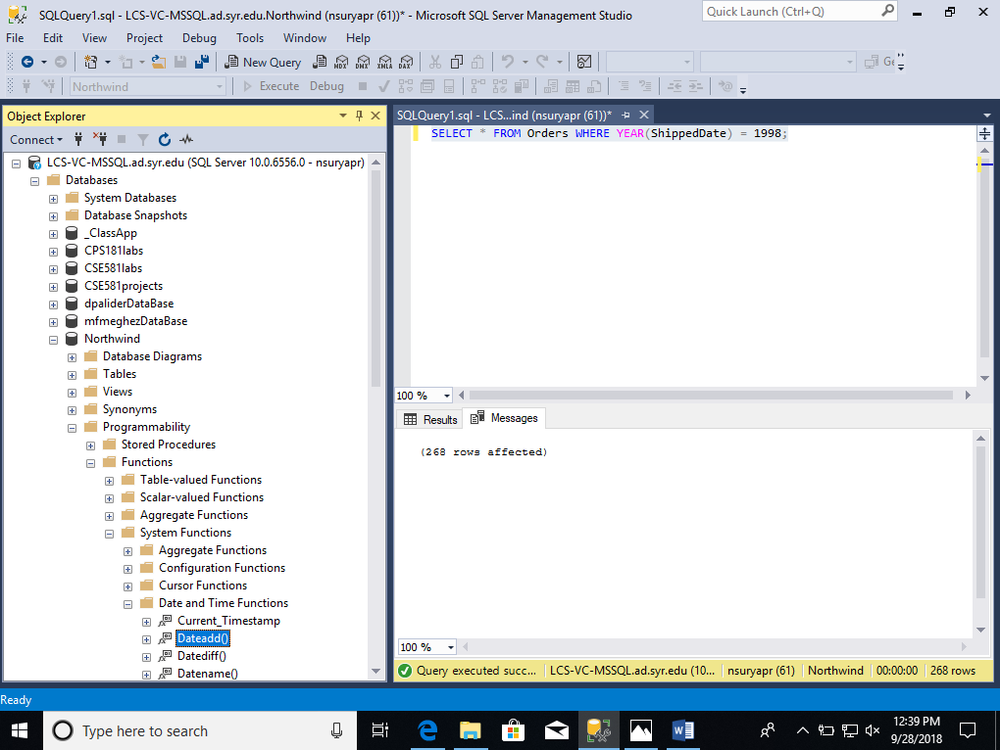 SQLQuery1.sql - LCS-VC-MSSQL.ad.syr.edu.Northwind (nsuryapr (61))* - Microsoft SQL Server Management Studio
Quick Launch (Ctrl+Q)
File Edit View Project Debug Tools Window Help
New Query MDX DMX XMLA DAX
Northwind Execute Debug
Object Explorer
Connect
LCS-VC-MSSQL.ad.syr.edu (SQL Server 10.0.6556.0 - nsuryapr)
Databases
System Databases
Database Snapshots
_ClassApp
CPS181labs
CSE581labs
CSE581projects
dpaliderDataBase
mfmeghezDataBase
Northwind
Database Diagrams
Tables
Views
Synonyms
Programmability
Stored Procedures
Functions
Table-valued Functions
Scalar-valued Functions
Aggregate Functions
System Functions
Aggregate Functions
Configuration Functions
Cursor Functions
Date and Time Functions
Current_Timestamp
Dateadd()
Datediff()
Datename()
SQLQuery1.sql - LCS...ind (nsuryapr (61))*
SELECT * FROM Orders WHERE YEAR(ShippedDate) = 1998;
100 %
Results Messages
(268 rows affected)
100 %
Query executed succ... LCS-VC-MSSQL.ad.syr.edu (10... nsuryapr (61) Northwind 00:00:00 268 rows
Ready
Type here to search
12:39 PM
9/28/2018